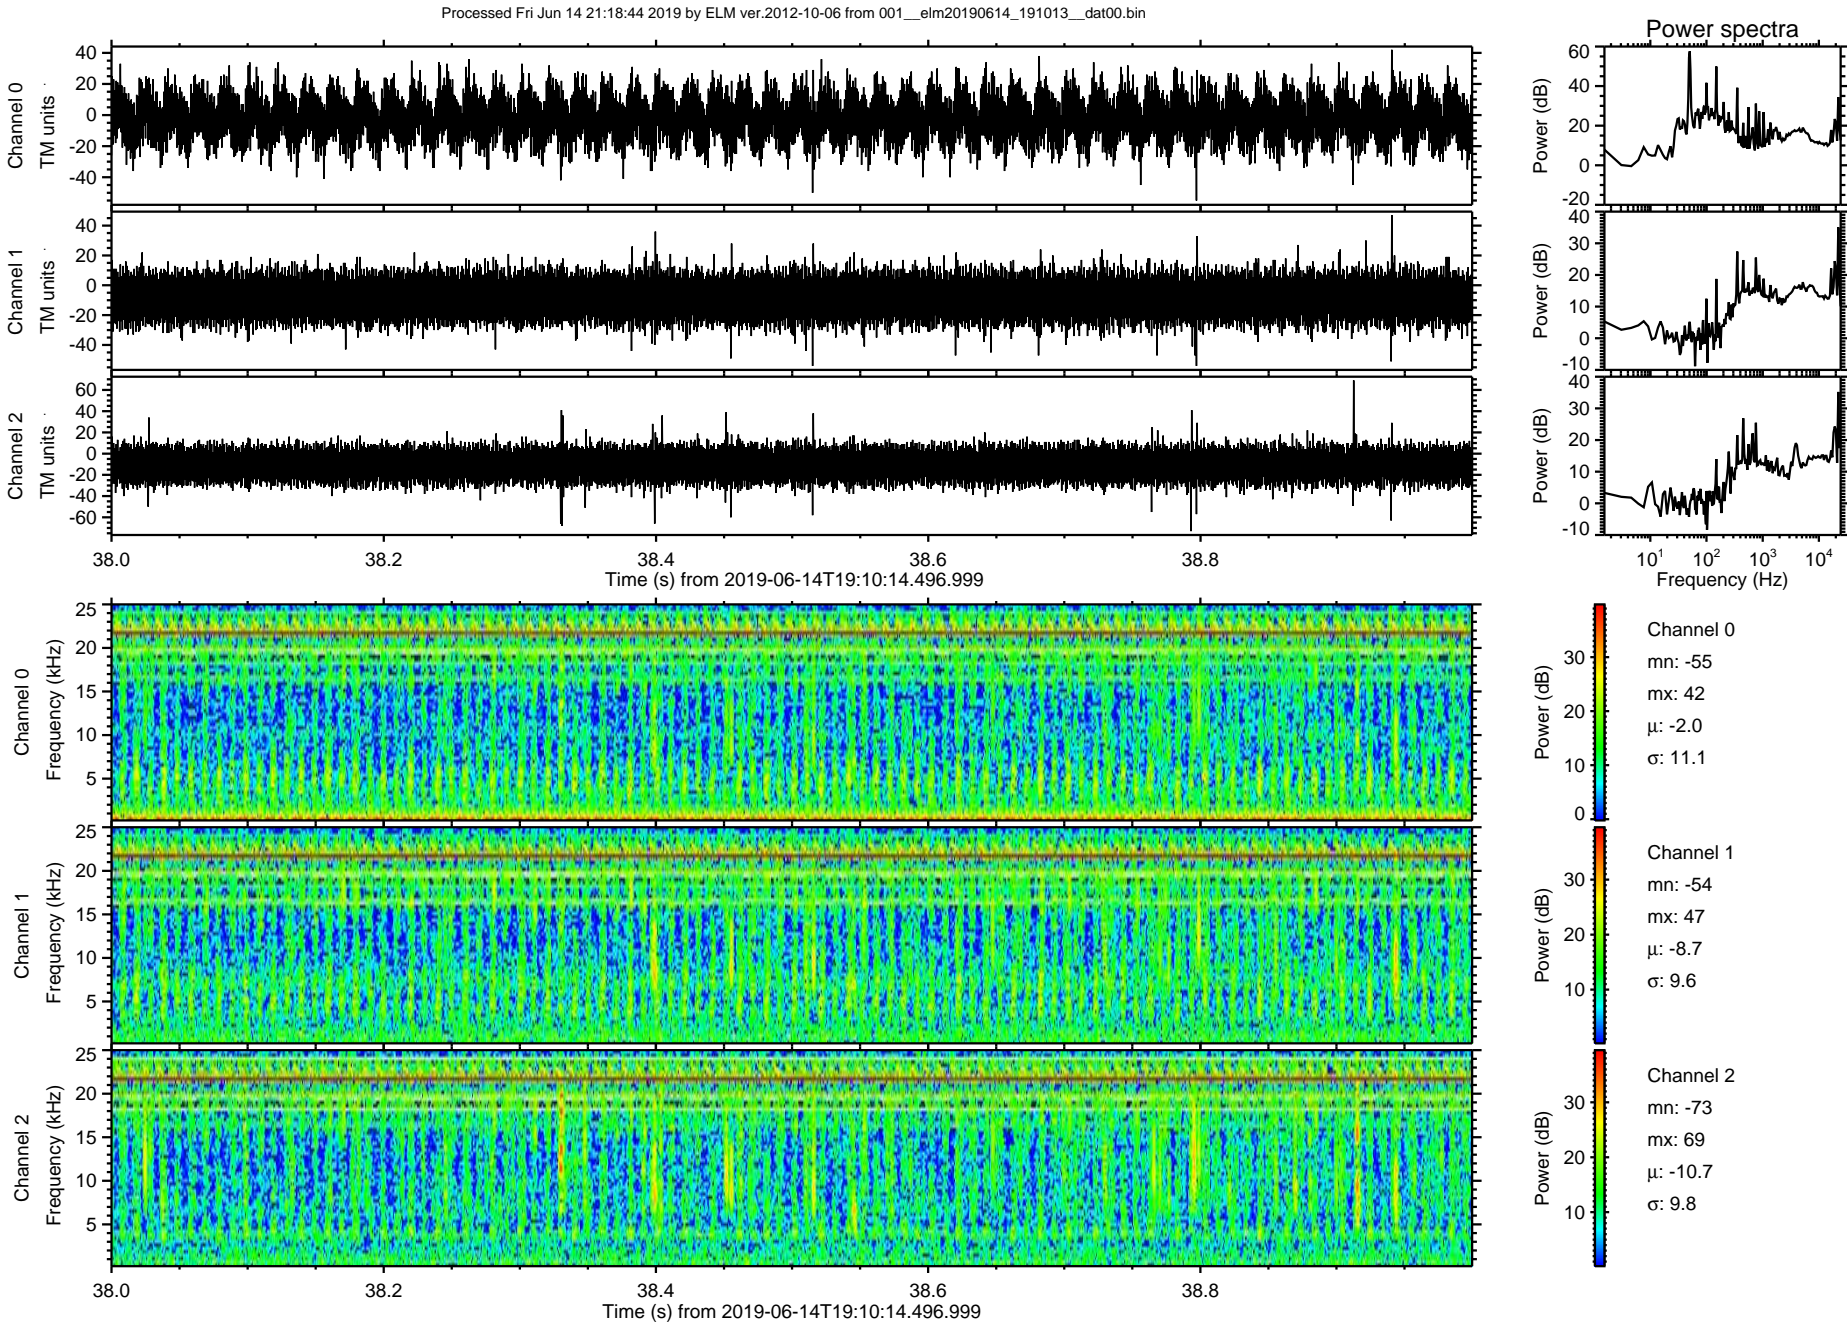 Processed Fri Jun 14 21:18:44 2019 by ELM ver.2012-10-06 from 001__elm20190614_191013__dat00.bin
Power spectra
Channel 0
TM units
40
20
0
-20
-40
Power (dB)
60
40
20
0
-20
Channel 1
TM units
40
20
0
-20
-40
Power (dB)
40
30
20
10
0
-10
Channel 2
TM units
60
40
20
0
-20
-40
-60
Power (dB)
40
30
20
10
0
-10
38.0 38.2 38.4 38.6 38.8
Time (s) from 2019-06-14T19:10:14.496.999
10¹ 10² 10³ 10⁴
Frequency (Hz)
Channel 0
Frequency (kHz)
25
20
15
10
5
Power (dB)
30
20
10
0
Channel 0
mn: -55
mx: 42
μ: -2.0
σ: 11.1
Channel 1
Frequency (kHz)
25
20
15
10
5
Power (dB)
30
20
10
Channel 1
mn: -54
mx: 47
μ: -8.7
σ: 9.6
Channel 2
Frequency (kHz)
25
20
15
10
5
Power (dB)
30
20
10
Channel 2
mn: -73
mx: 69
μ: -10.7
σ: 9.8
38.0 38.2 38.4 38.6 38.8
Time (s) from 2019-06-14T19:10:14.496.999